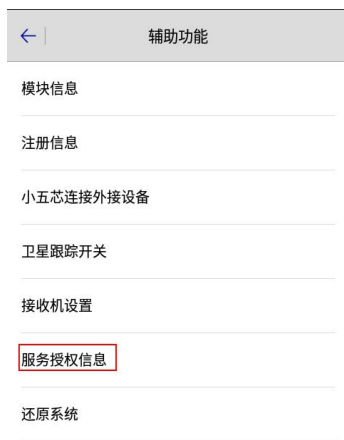 辅助功能
模块信息
注册信息
小五芯连接外接设备
卫星跟踪开关
接收机设置
服务授权信息
还原系统